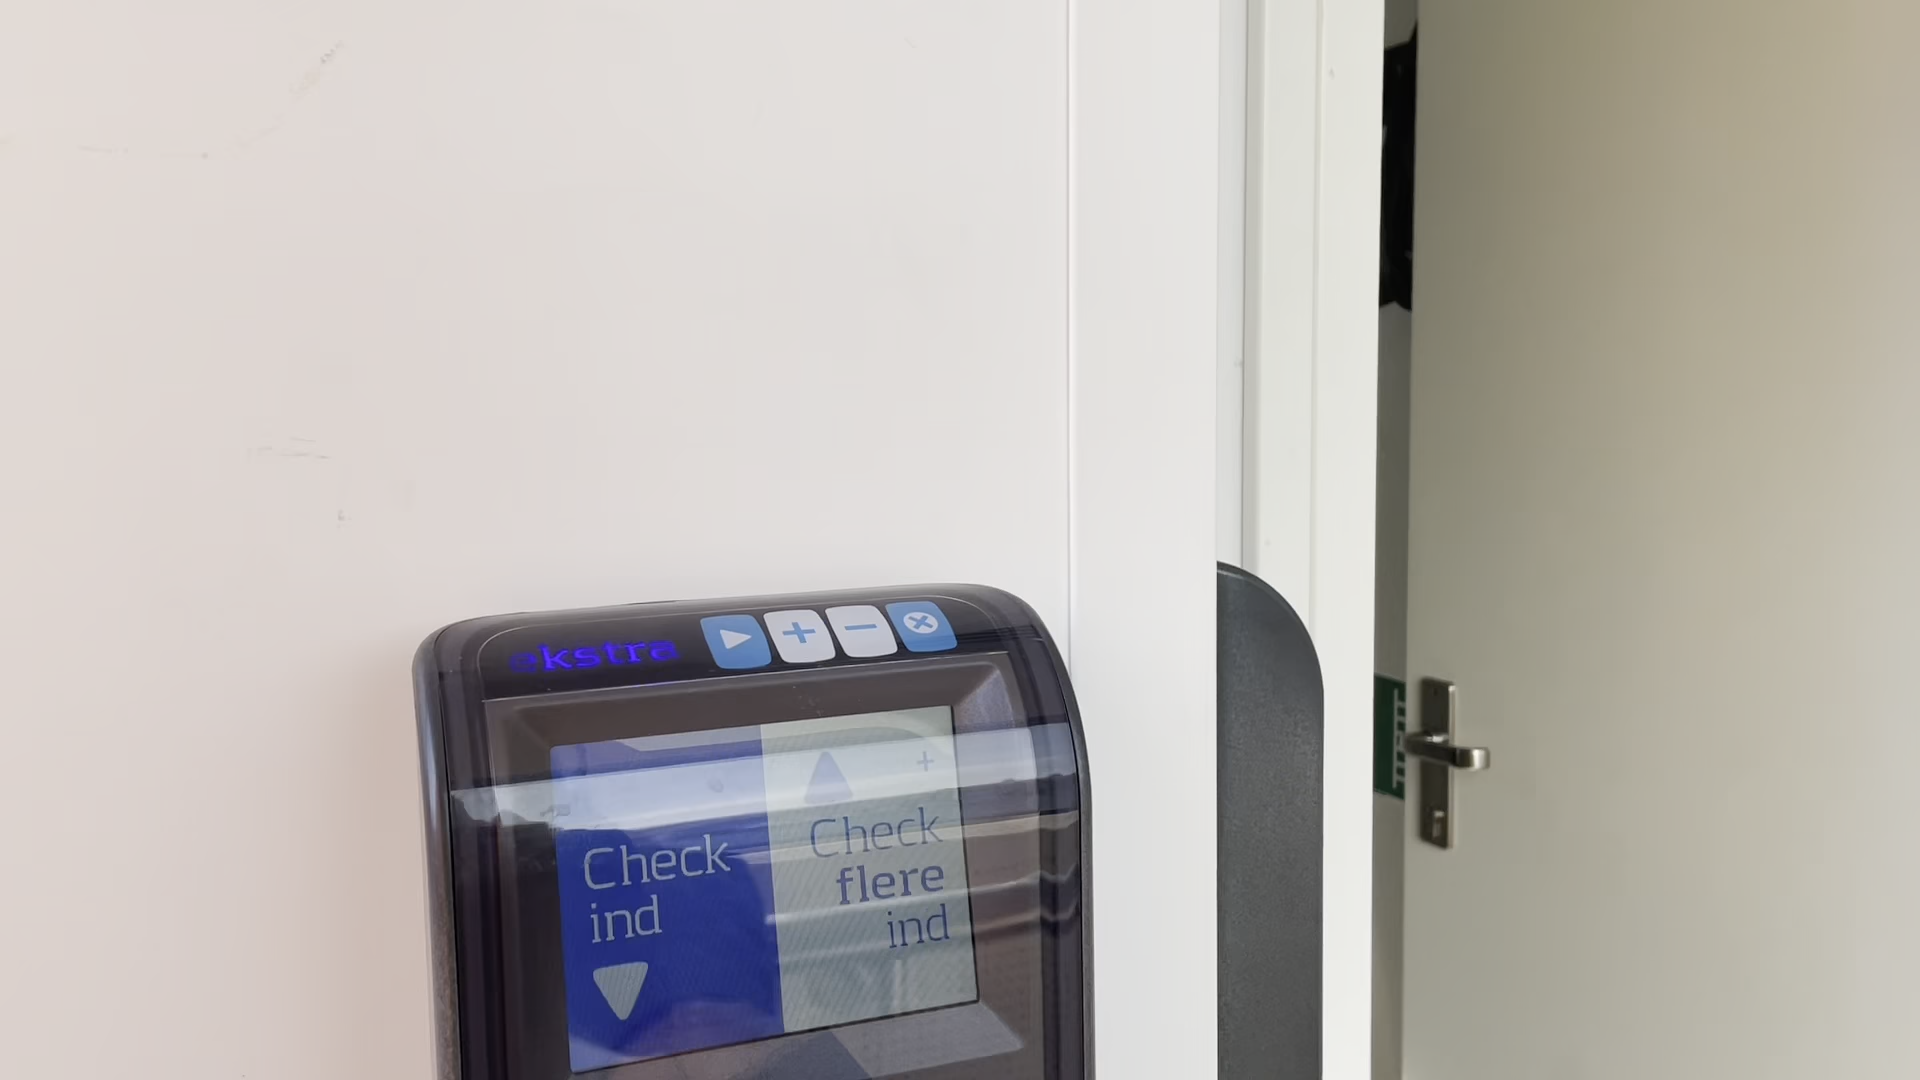 ekstra
Check
ind
+
Check
flere
ind